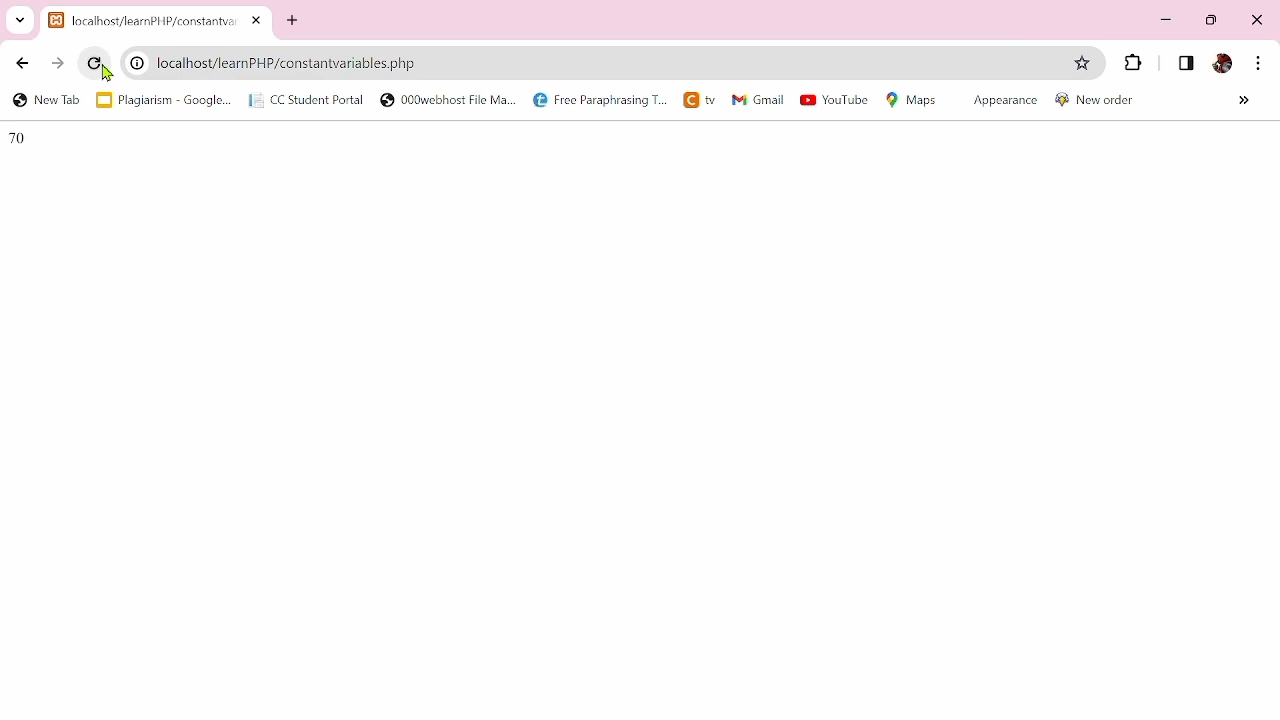 localhost/learnPHP/constantva
localhost/learnPHP/constantvariables.php
New Tab
Plagiarism - Google...
CC Student Portal
000webhost File Ma...
Free Paraphrasing T...
C tv
Gmail
YouTube
Maps
Appearance
New order
70